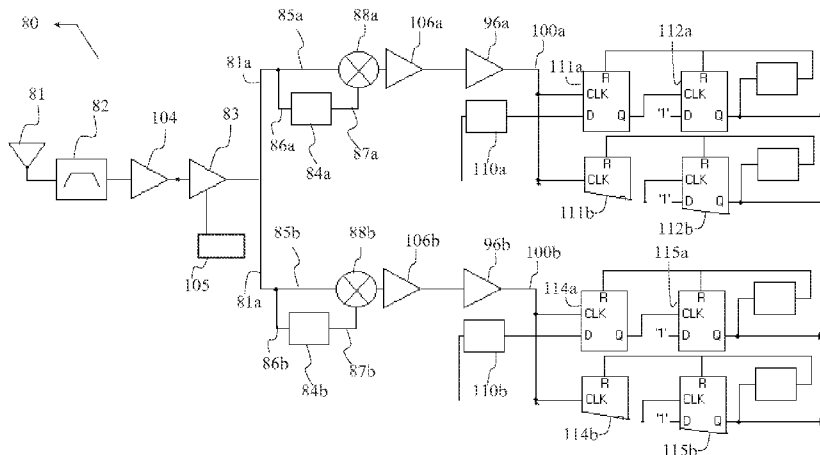 80
81
82
104
83
105
81a
85a
86a
84a
87a
88a
106a
96a
100a
110a
111a
112a
R
CLK
D Q
R
CLK
'1' D Q
111b
112b
R
CLK
R
CLK
'1' D Q
81a
85b
86b
84b
87b
88b
106b
96b
100b
110b
114a
115a
R
CLK
D Q
R
CLK
'1' D Q
114b
115b
R
CLK
R
CLK
'1' D Q